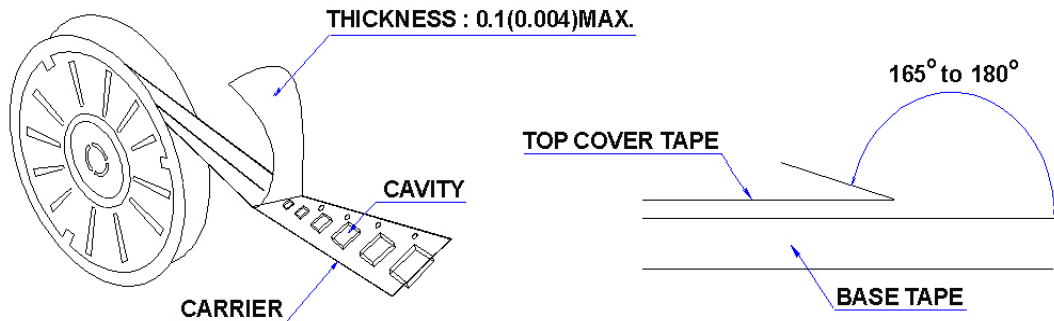 THICKNESS : 0.1(0.004)MAX.
CAVITY
CARRIER
165° to 180°
TOP COVER TAPE
BASE TAPE